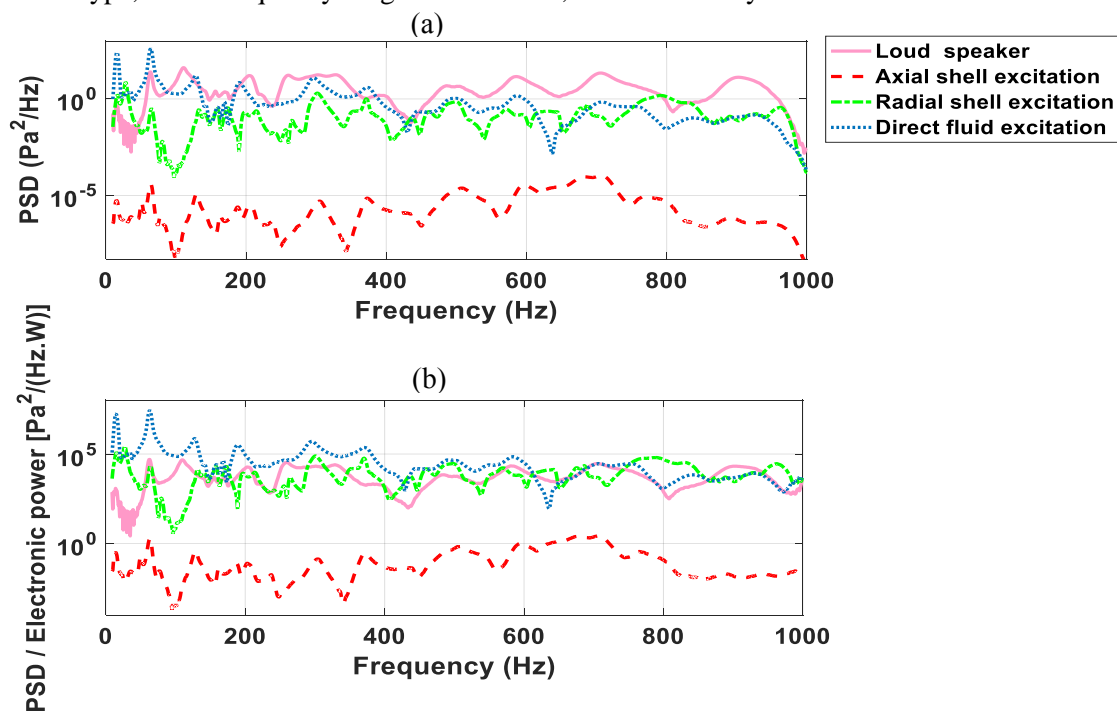 (a)
PSD (Pa²/Hz)
10⁰
10⁻⁵
0 200 400 600 800 1000
Frequency (Hz)
Loud speaker
Axial shell excitation
Radial shell excitation
Direct fluid excitation
(b)
PSD / Electronic power [Pa²/(Hz.W)]
10⁵
10⁰
0 200 400 600 800 1000
Frequency (Hz)